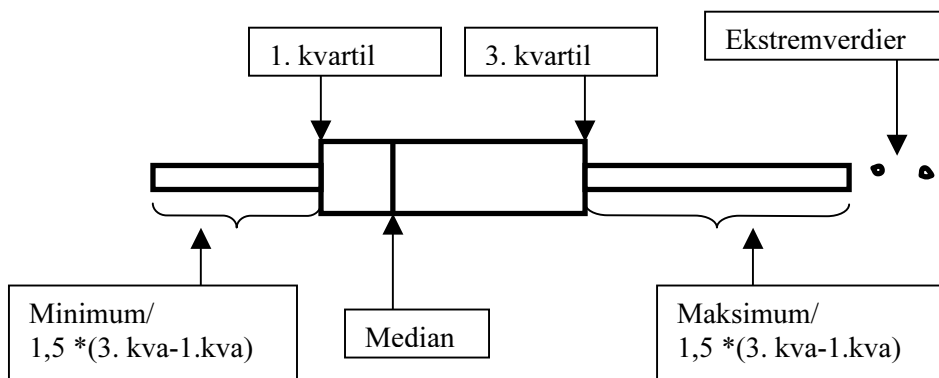 1. kvartil
3. kvartil
Ekstremverdier
Minimum/
1,5 *(3. kva-1.kva)
Median
Maksimum/
1,5 *(3. kva-1.kva)